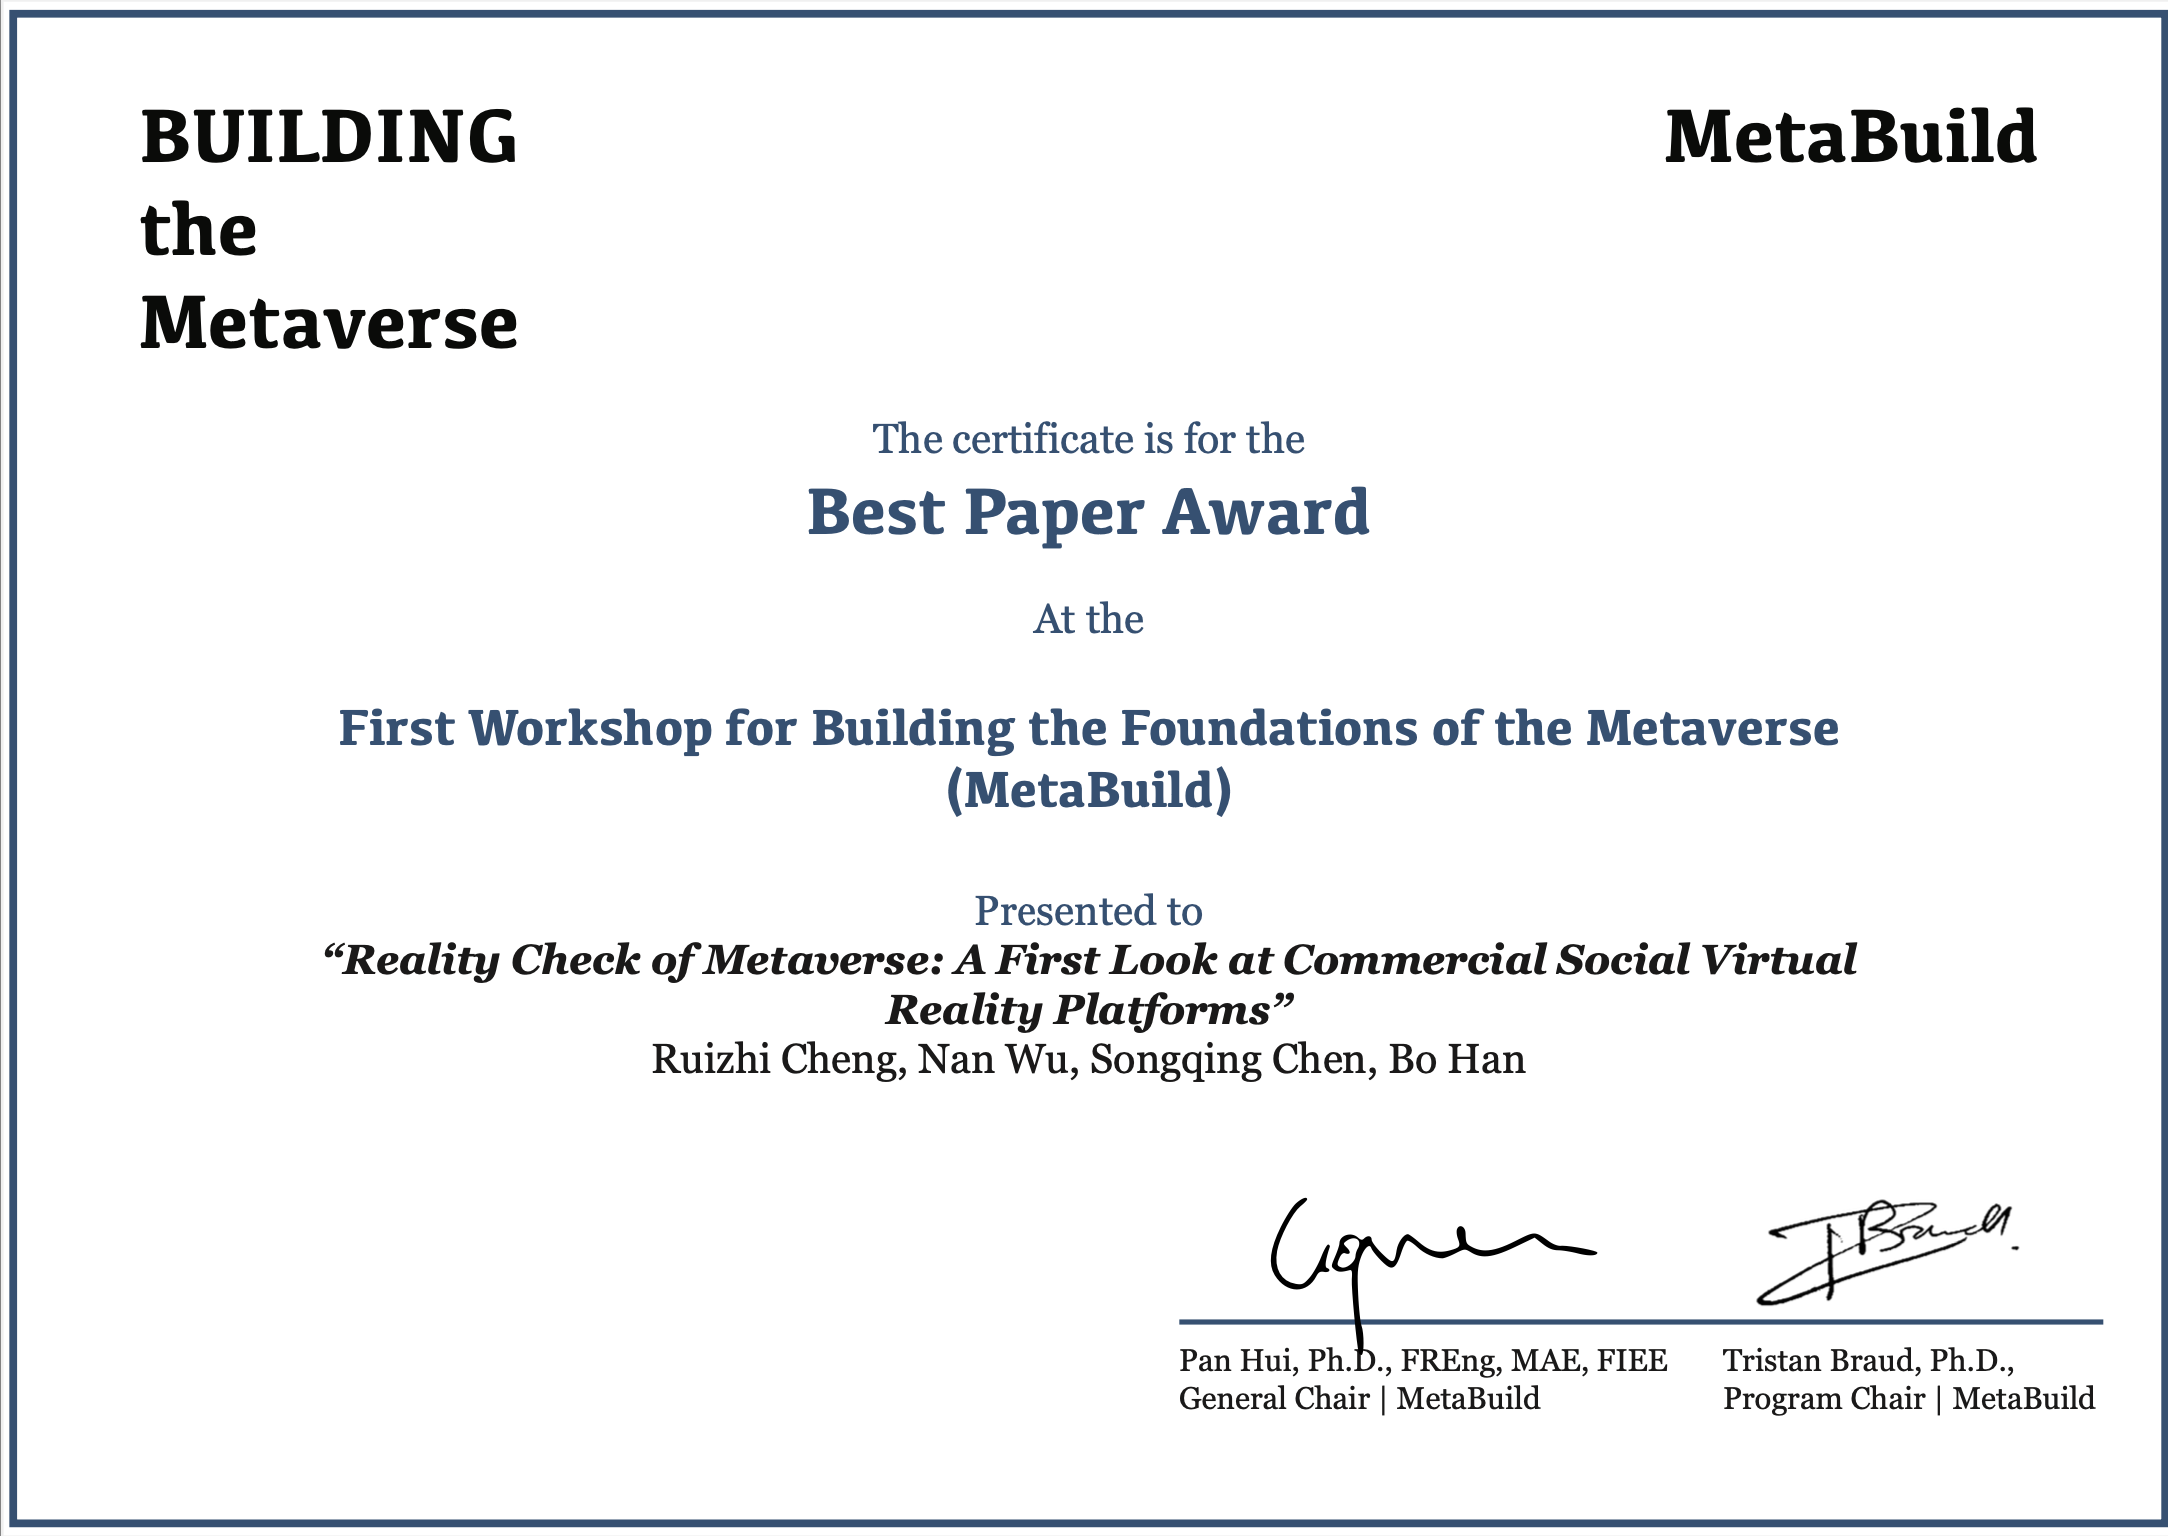 BUILDING
the
Metaverse
MetaBuild
The certificate is for the
Best Paper Award
At the
First Workshop for Building the Foundations of the Metaverse
(MetaBuild)
Presented to
“Reality Check of Metaverse: A First Look at Commercial Social Virtual
Reality Platforms”
Ruizhi Cheng, Nan Wu, Songqing Chen, Bo Han
Pan Hui, Ph.D., FREng, MAE, FIEE
General Chair | MetaBuild
Tristan Braud, Ph.D.,
Program Chair | MetaBuild